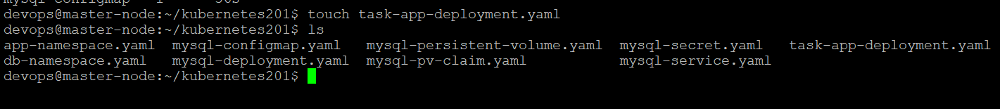 devops@master-node:~/kubernetes201$ touch task-app-deployment.yaml
devops@master-node:~/kubernetes201$ ls
app-namespace.yaml  mysql-configmap.yaml   mysql-persistent-volume.yaml  mysql-secret.yaml   task-app-deployment.yaml
db-namespace.yaml   mysql-deployment.yaml  mysql-pv-claim.yaml           mysql-service.yaml
devops@master-node:~/kubernetes201$